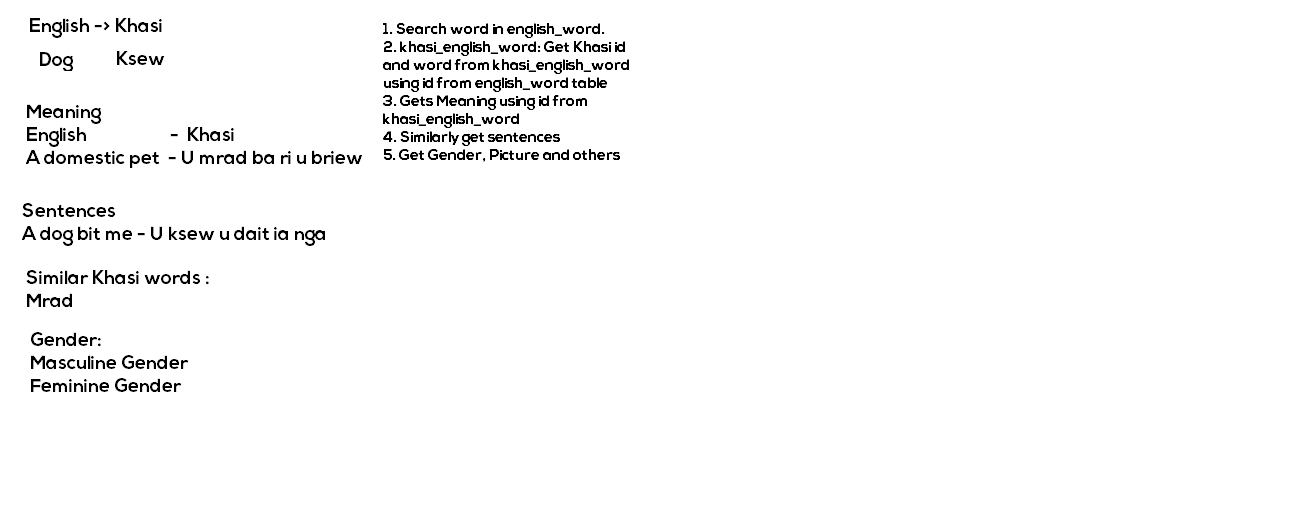 English -> Khasi
Dog Ksew
Meaning
English - Khasi
A domestic pet - U mrad ba ri u briew
Sentences
A dog bit me - U ksew u dait ia nga
Similar Khasi words :
Mrad
Gender:
Masculine Gender
Feminine Gender
1. Search word in english_word.
2. khasi_english_word: Get Khasi id
and word from khasi_english_word
using id from english_word table
3. Gets Meaning using id from
khasi_english_word
4. Similarly get sentences
5. Get Gender, Picture and others